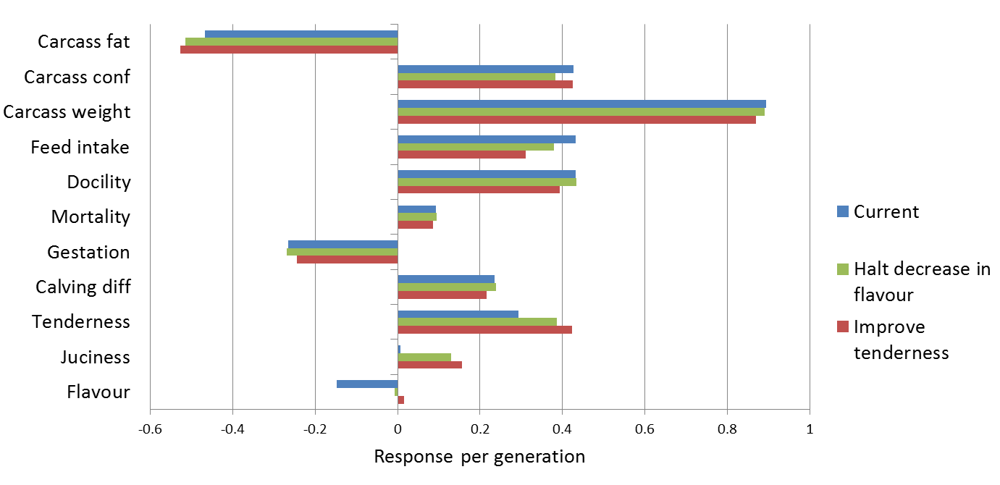 Carcass fat
Carcass conf
Carcass weight
Feed intake
Docility
Mortality
Gestation
Calving diff
Tenderness
Juciness
Flavour
-0.6 -0.4 -0.2 0 0.2 0.4 0.6 0.8 1
Response per generation
Current
Halt decrease in
flavour
Improve
tenderness